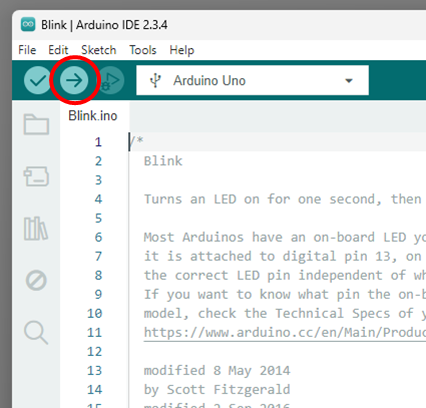 Blink | Arduino IDE 2.3.4
File Edit Sketch Tools Help
Arduino Uno
Blink.ino
1 /*
2 Blink
3
4 Turns an LED on for one second, then
5
6 Most Arduinos have an on-board LED yo
7 it is attached to digital pin 13, on
8 the correct LED pin independent of wh
9 If you want to know what pin the on-b
10 model, check the Technical Specs of y
11 https://www.arduino.cc/en/Main/Produc
12
13 modified 8 May 2014
14 by Scott Fitzgerald
15 modified 2 Sep 2016